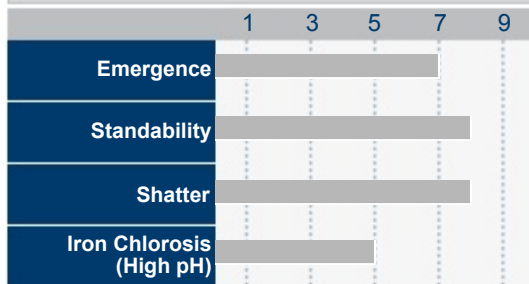 1 3 5 7 9
Emergence
Standability
Shatter
Iron Chlorosis
(High pH)